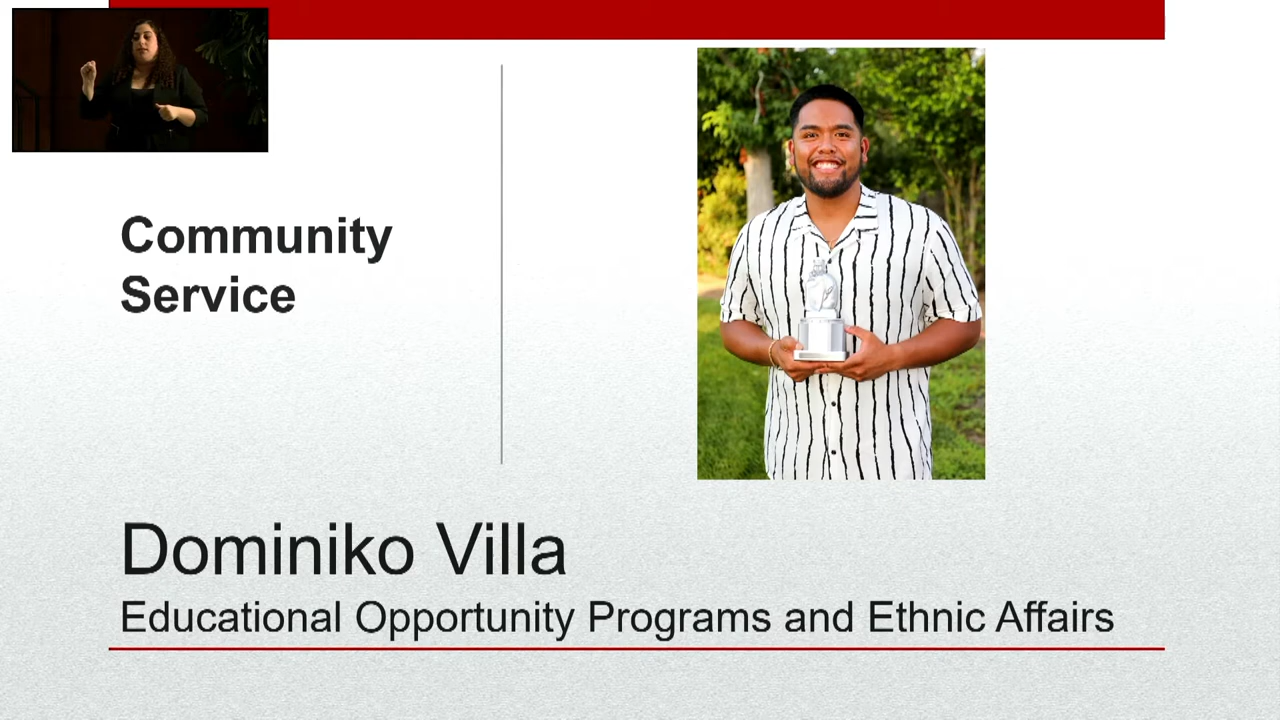 Community
Service
Dominiko Villa
Educational Opportunity Programs and Ethnic Affairs